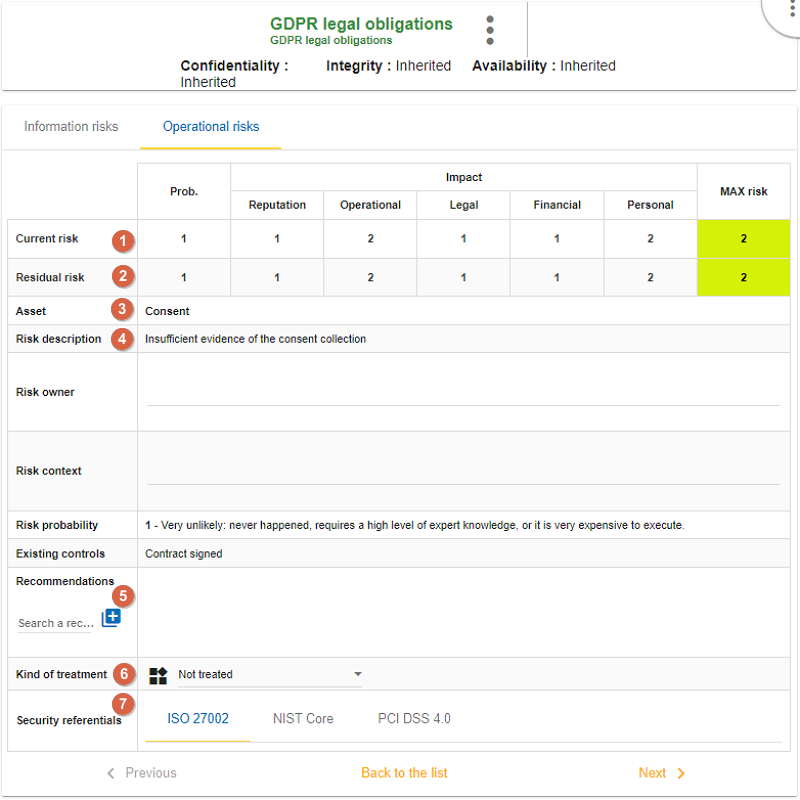 GDPR legal obligations
GDPR legal obligations
Confidentiality : Inherited
Integrity : Inherited
Availability : Inherited
Information risks
Operational risks
Prob.
Impact
MAX risk
Reputation Operational Legal Financial Personal
Current risk 1 1 1 2 1 1 2 2
Residual risk 2 1 1 2 1 1 2 2
Asset 3 Consent
Risk description 4 Insufficient evidence of the consent collection
Risk owner
Risk context
Risk probability 1 - Very unlikely: never happened, requires a high level of expert knowledge, or it is very expensive to execute.
Existing controls Contract signed
Recommendations
5
Search a rec...
Kind of treatment 6 Not treated
7
Security referentials ISO 27002 NIST Core PCI DSS 4.0
Previous Back to the list Next